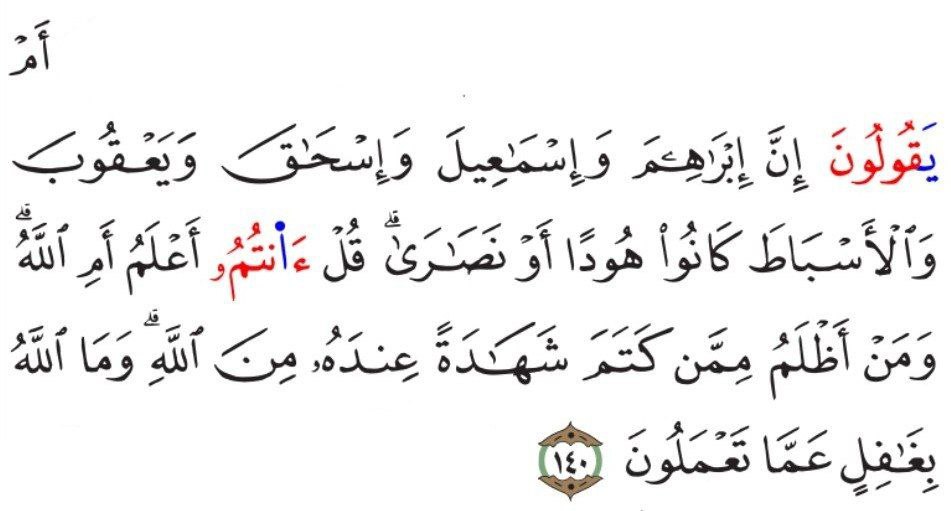 أَمۡ
يَقُولُونَ إِنَّ إِبۡرَٰهِـۧمَ وَإِسۡمَٰعِيلَ وَإِسۡحَٰقَ وَيَعۡقُوبَ
وَٱلۡأَسۡبَاطَ كَانُواْ هُودًا أَوۡ نَصَٰرَىٰۗ قُلۡ ءَا۬نتُمُۥ أَعۡلَمُ أَمِ ٱللَّهُۗ
وَمَنۡ أَظۡلَمُ مِمَّن كَتَمَ شَهَٰدَةً عِندَهُۥ مِنَ ٱللَّهِۗ وَمَا ٱللَّهُ
بِغَٰفِلٍ عَمَّا تَعۡمَلُونَ ١٤٠